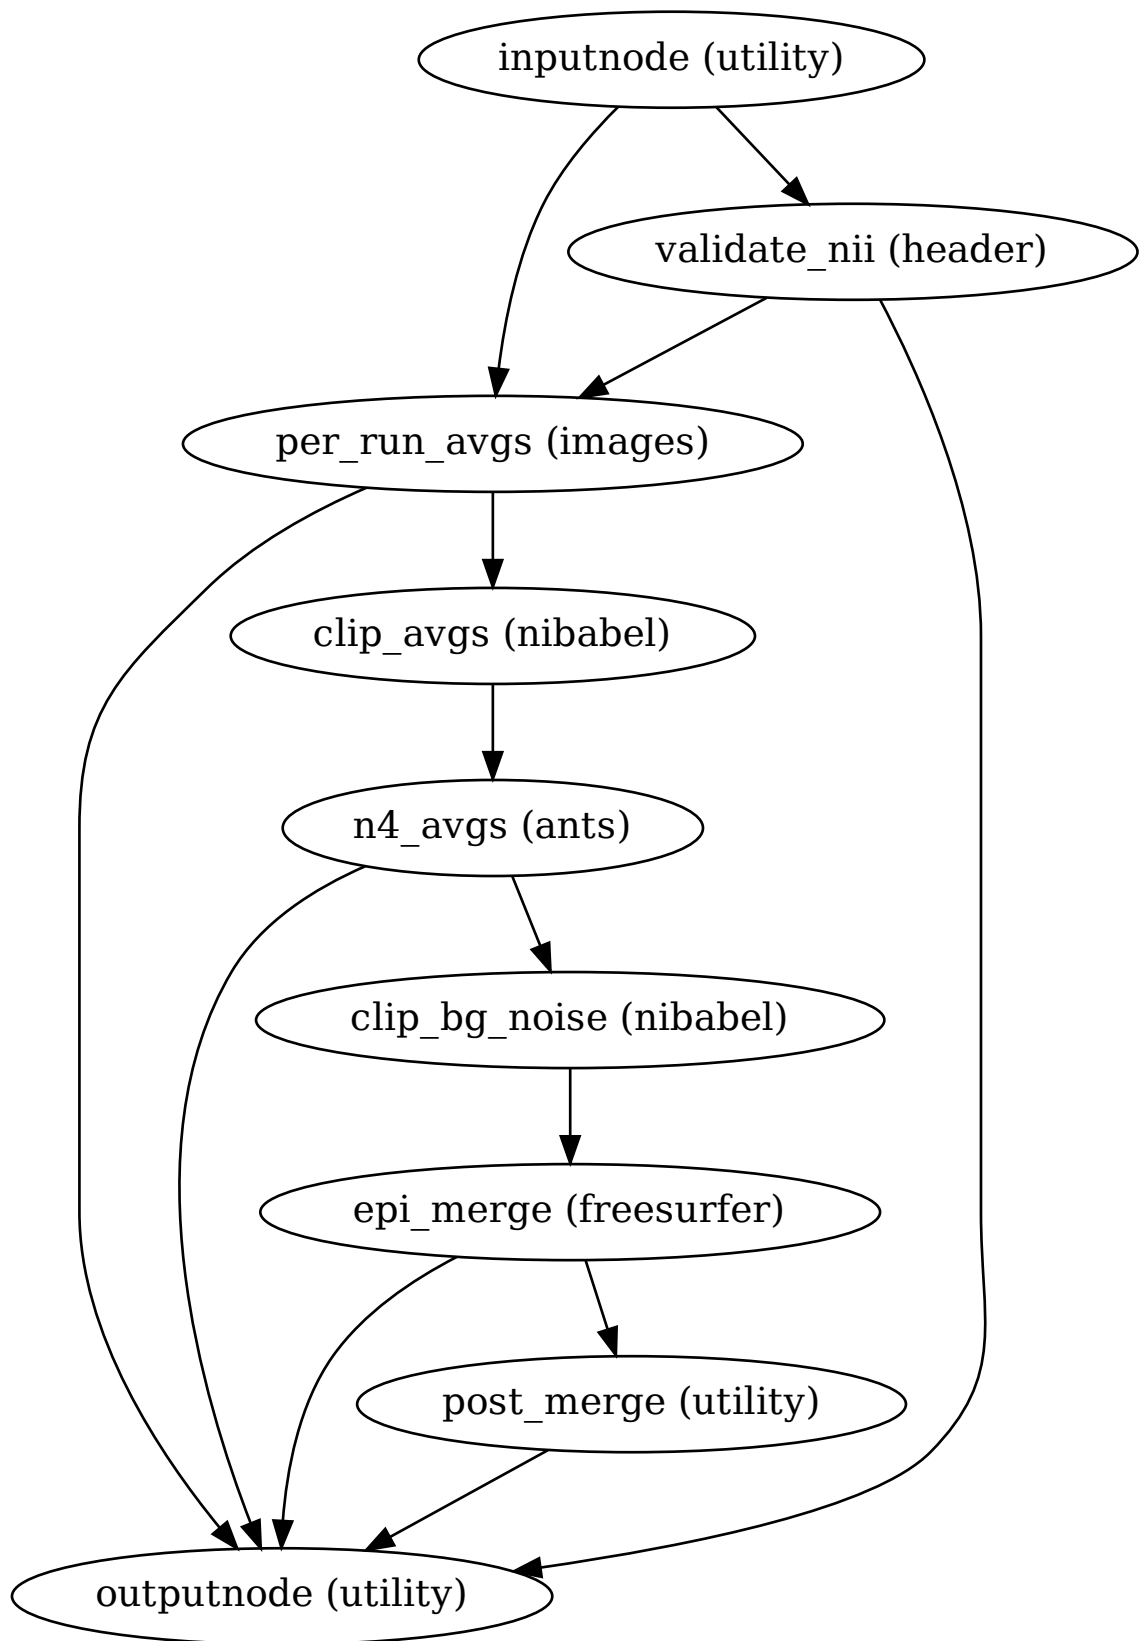 inputnode (utility)
validate_nii (header)
per_run_avgs (images)
clip_avgs (nibabel)
n4_avgs (ants)
clip_bg_noise (nibabel)
epi_merge (freesurfer)
post_merge (utility)
outputnode (utility)